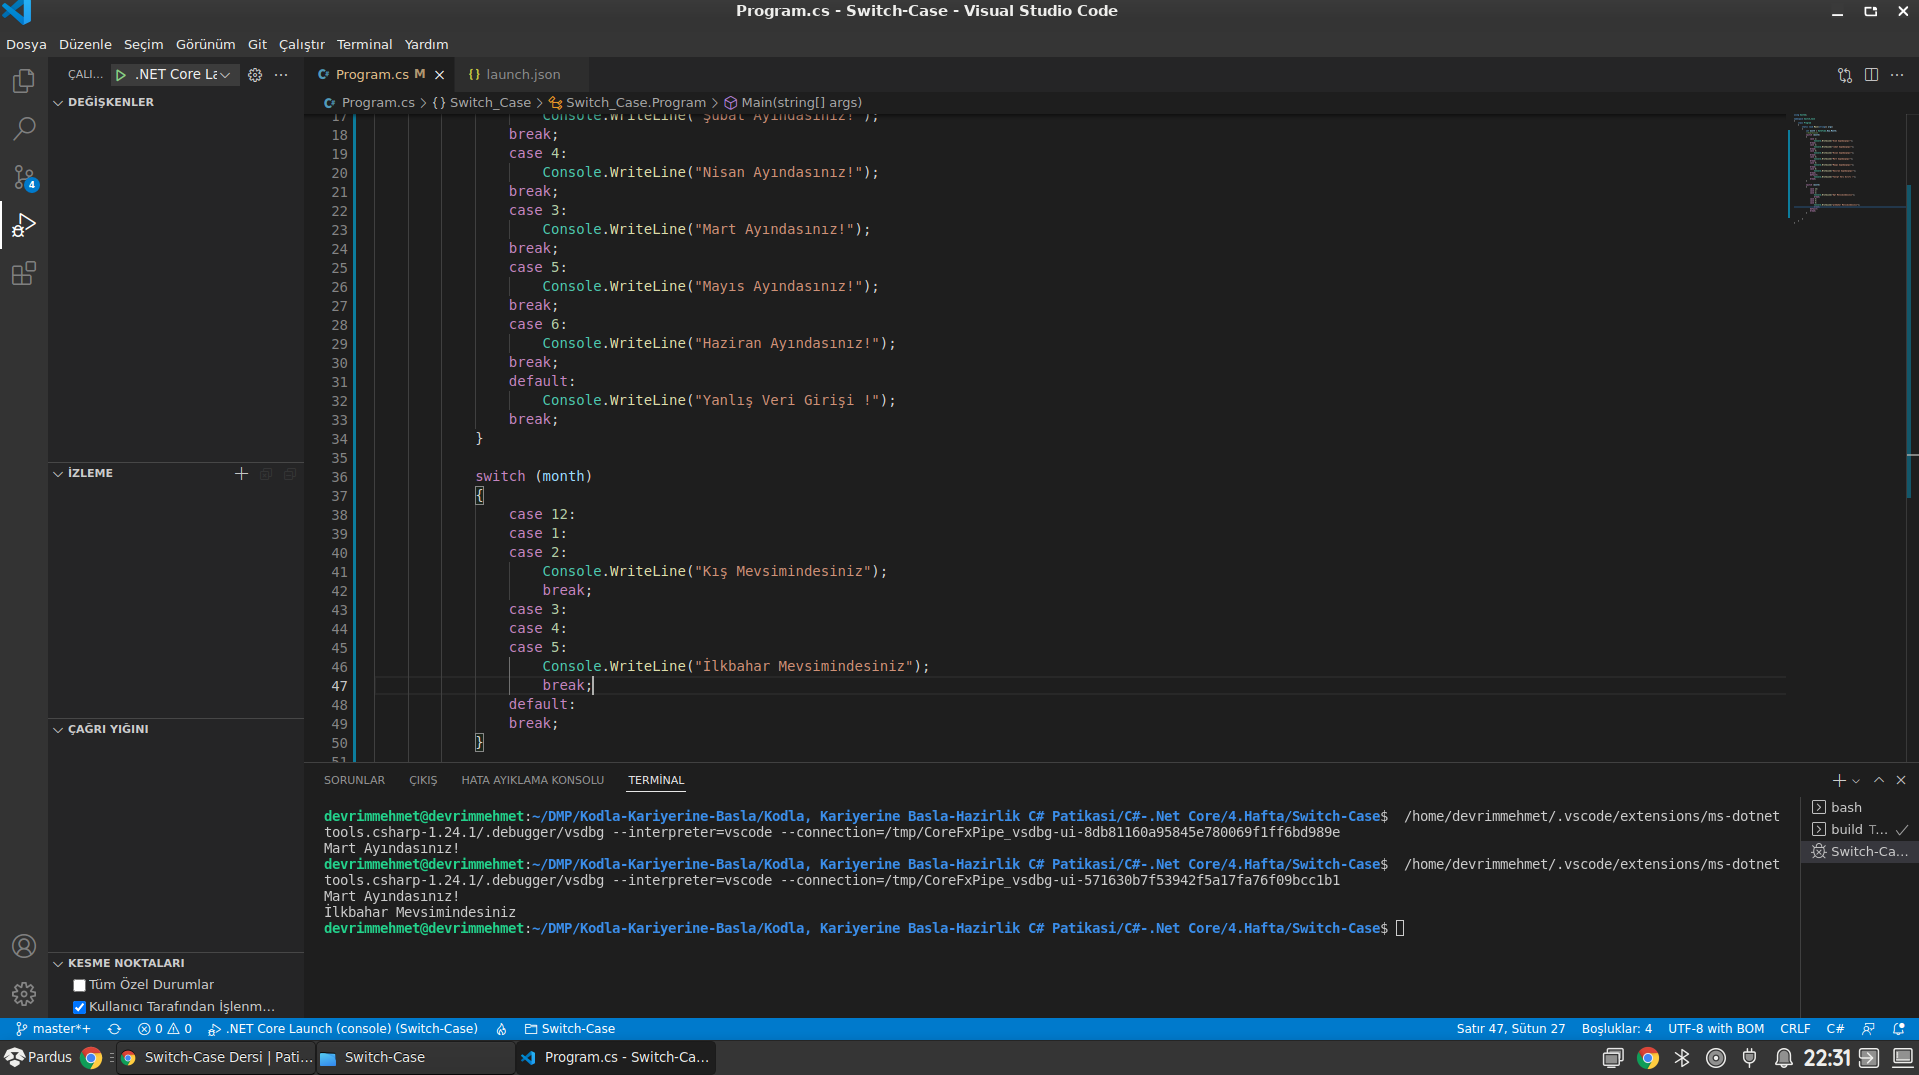 Program.cs - Switch-Case - Visual Studio Code
Dosya Düzenle Seçim Görünüm Git Çalıştır Terminal Yardım
ÇALI... .NET Core La
Program.cs M
launch.json
DEĞİŞKENLER
Program.cs > {} Switch_Case > Switch_Case.Program > Main(string[] args)
17 Console.WriteLine("Şubat Ayındasınız!");
18 break;
19 case 4:
20 Console.WriteLine("Nisan Ayındasınız!");
21 break;
22 case 3:
23 Console.WriteLine("Mart Ayındasınız!");
24 break;
25 case 5:
26 Console.WriteLine("Mayıs Ayındasınız!");
27 break;
28 case 6:
29 Console.WriteLine("Haziran Ayındasınız!");
30 break;
31 default:
32 Console.WriteLine("Yanlış Veri Girişi !");
33 break;
34 }
35
36 switch (month)
37 {
38 case 12:
39 case 1:
40 case 2:
41 Console.WriteLine("Kış Mevsimindesiniz");
42 break;
43 case 3:
44 case 4:
45 case 5:
46 Console.WriteLine("İlkbahar Mevsimindesiniz");
47 break;
48 default:
49 break;
50 }
51
4
İZLEME
ÇAĞRI YIĞINI
KESME NOKTALARI
Tüm Özel Durumlar
Kullanıcı Tarafından İşlenm...
SORUNLAR ÇIKIŞ HATA AYIKLAMA KONSOLU TERMİNAL
devrimmehmet@devrimmehmet:~/DMP/Kodla-Kariyerine-Basla/Kodla, Kariyerine Basla-Hazirlik C# Patikasi/C#-.Net Core/4.Hafta/Switch-Case$ /home/devrimmehmet/.vscode/extensions/ms-dotnet
tools.csharp-1.24.1/.debugger/vsdbg --interpreter=vscode --connection=/tmp/CoreFxPipe_vsdbg-ui-8db81160a95845e780069f1ff6bd989e
Mart Ayındasınız!
devrimmehmet@devrimmehmet:~/DMP/Kodla-Kariyerine-Basla/Kodla, Kariyerine Basla-Hazirlik C# Patikasi/C#-.Net Core/4.Hafta/Switch-Case$ /home/devrimmehmet/.vscode/extensions/ms-dotnet
tools.csharp-1.24.1/.debugger/vsdbg --interpreter=vscode --connection=/tmp/CoreFxPipe_vsdbg-ui-571630b7f53942f5a17fa76f09bcc1b1
Mart Ayındasınız!
İlkbahar Mevsimindesiniz
devrimmehmet@devrimmehmet:~/DMP/Kodla-Kariyerine-Basla/Kodla, Kariyerine Basla-Hazirlik C# Patikasi/C#-.Net Core/4.Hafta/Switch-Case$
bash
build T...
Switch-Ca...
master*+ 0 0 .NET Core Launch (console) (Switch-Case) Switch-Case
Satır 47, Sütun 27 Boşluklar: 4 UTF-8 with BOM CRLF C#
Pardus Switch-Case Dersi | Pati... Switch-Case Program.cs - Switch-Ca... 22:31